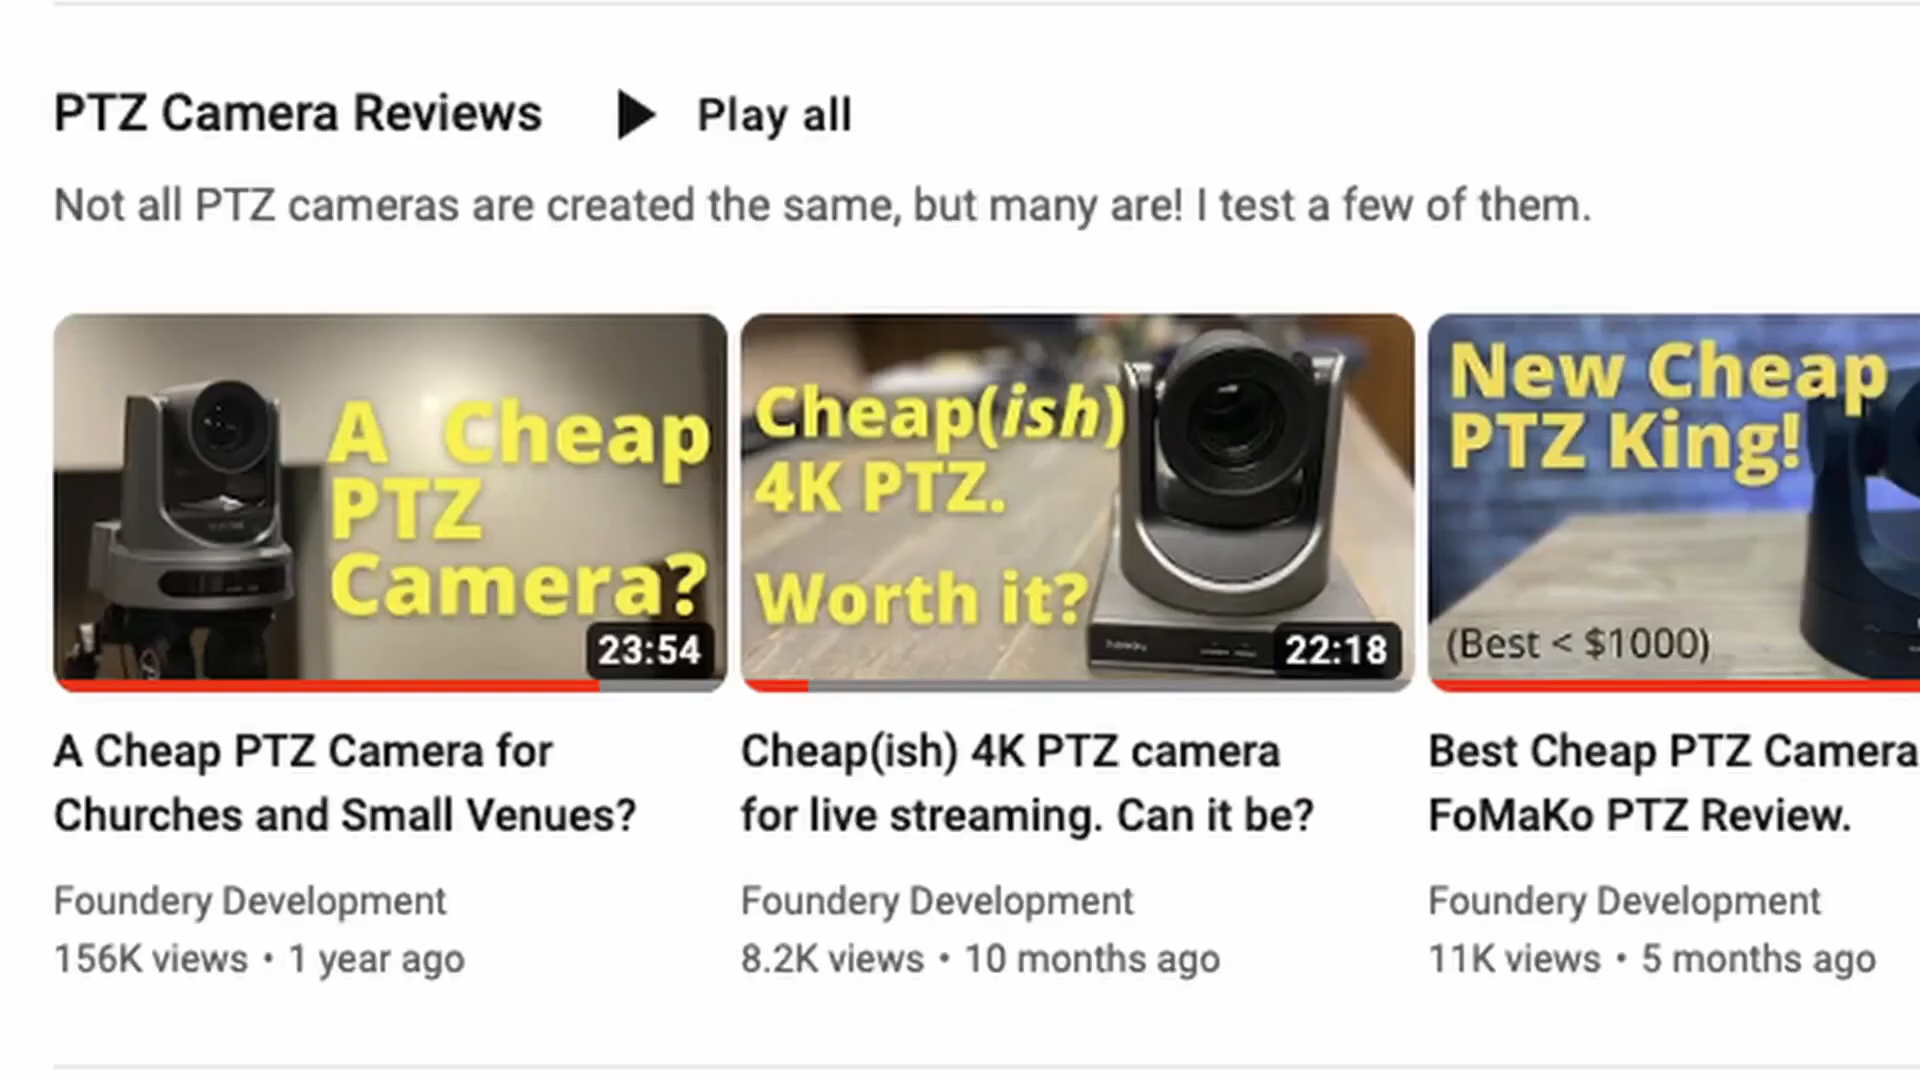 PTZ Camera Reviews
Play all
Not all PTZ cameras are created the same, but many are! I test a few of them.
A Cheap
PTZ
Camera?
23:54
Cheap(ish)
4K PTZ.
Worth it?
22:18
New Cheap
PTZ King!
(Best < $1000)
A Cheap PTZ Camera for
Churches and Small Venues?
Foundery Development
156K views • 1 year ago
Cheap(ish) 4K PTZ camera
for live streaming. Can it be?
Foundery Development
8.2K views • 10 months ago
Best Cheap PTZ Camera
FoMaKo PTZ Review.
Foundery Development
11K views • 5 months ago